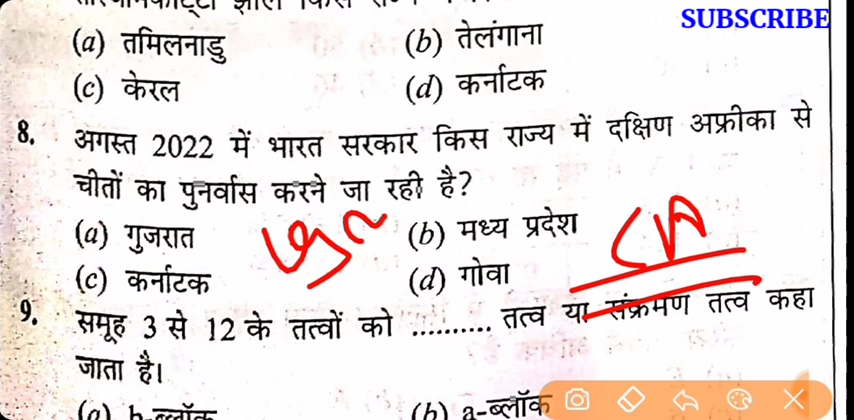 SUBSCRIBE
(a) तमिलनाडु (b) तेलंगाना
(c) केरल (d) कर्नाटक
8. अगस्त 2022 में भारत सरकार किस राज्य में दक्षिण अफ्रीका से
चीतों का पुनर्वास करने जा रही है?
(a) गुजरात (b) मध्य प्रदेश
(c) कर्नाटक (d) गोवा
CA
9. समूह 3 से 12 के तत्वों को .......... तत्व या संक्रमण तत्व कहा
जाता है।
(b) a-ब्लॉक